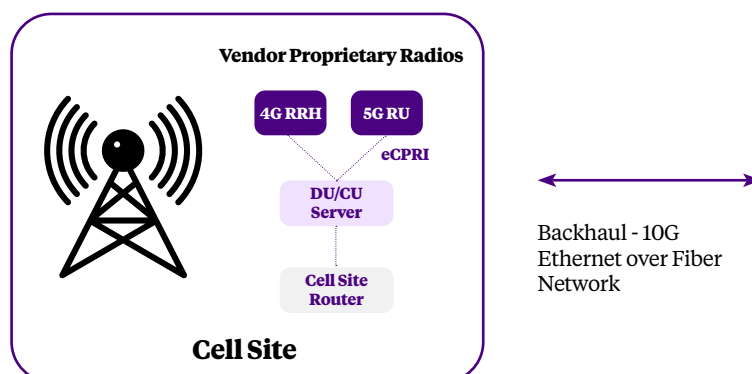 Vendor Proprietary Radios
4G RRH
5G RU
eCPRI
DU/CU
Server
Cell Site
Router
Cell Site
Backhaul - 10G
Ethernet over Fiber
Network